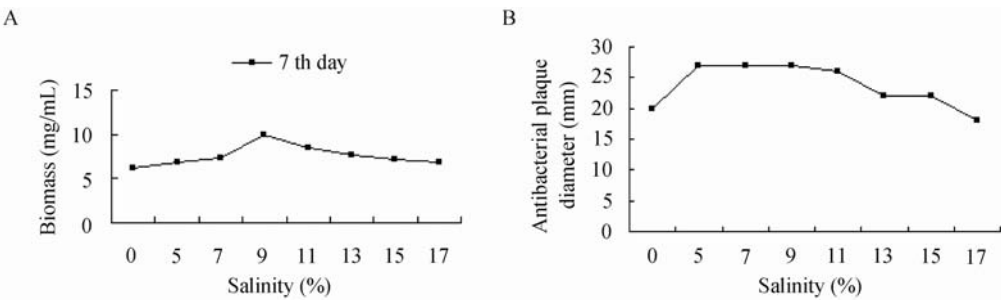 A
7 th day
Biomass (mg/mL)
15
10
5
0
0 5 7 9 11 13 15 17
Salinity (%)
B
Antibacterial plaque
diameter (mm)
30
25
20
15
10
5
0
0 5 7 9 11 13 15 17
Salinity (%)